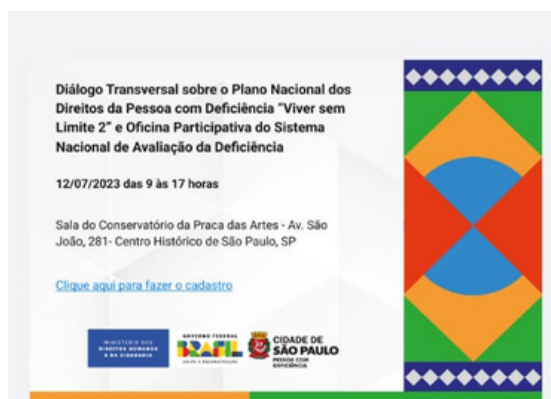 Diálogo Transversal sobre o Plano Nacional dos
Direitos da Pessoa com Deficiência "Viver sem
Limite 2" e Oficina Participativa do Sistema
Nacional de Avaliação da Deficiência
12/07/2023 das 9 às 17 horas
Sala do Conservatório da Praca das Artes - Av. São
João, 281- Centro Histórico de São Paulo, SP
Clique aqui para fazer o cadastro
MINISTÉRIO DOS
DIREITOS HUMANOS
E DA CIDADANIA
GOVERNO FEDERAL
BRASIL
UNIÃO E RECONSTRUÇÃO
CIDADE DE
SÃO PAULO
PESSOA COM
DEFICIÊNCIA